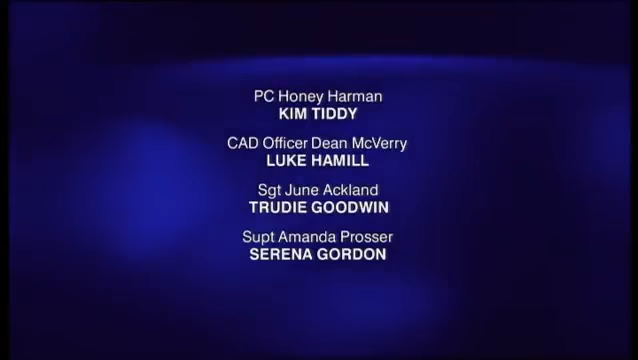 PC Honey Harman
KIM TIDDY
CAD Officer Dean McVerry
LUKE HAMILL
Sgt June Ackland
TRUDIE GOODWIN
Supt Amanda Prosser
SERENA GORDON